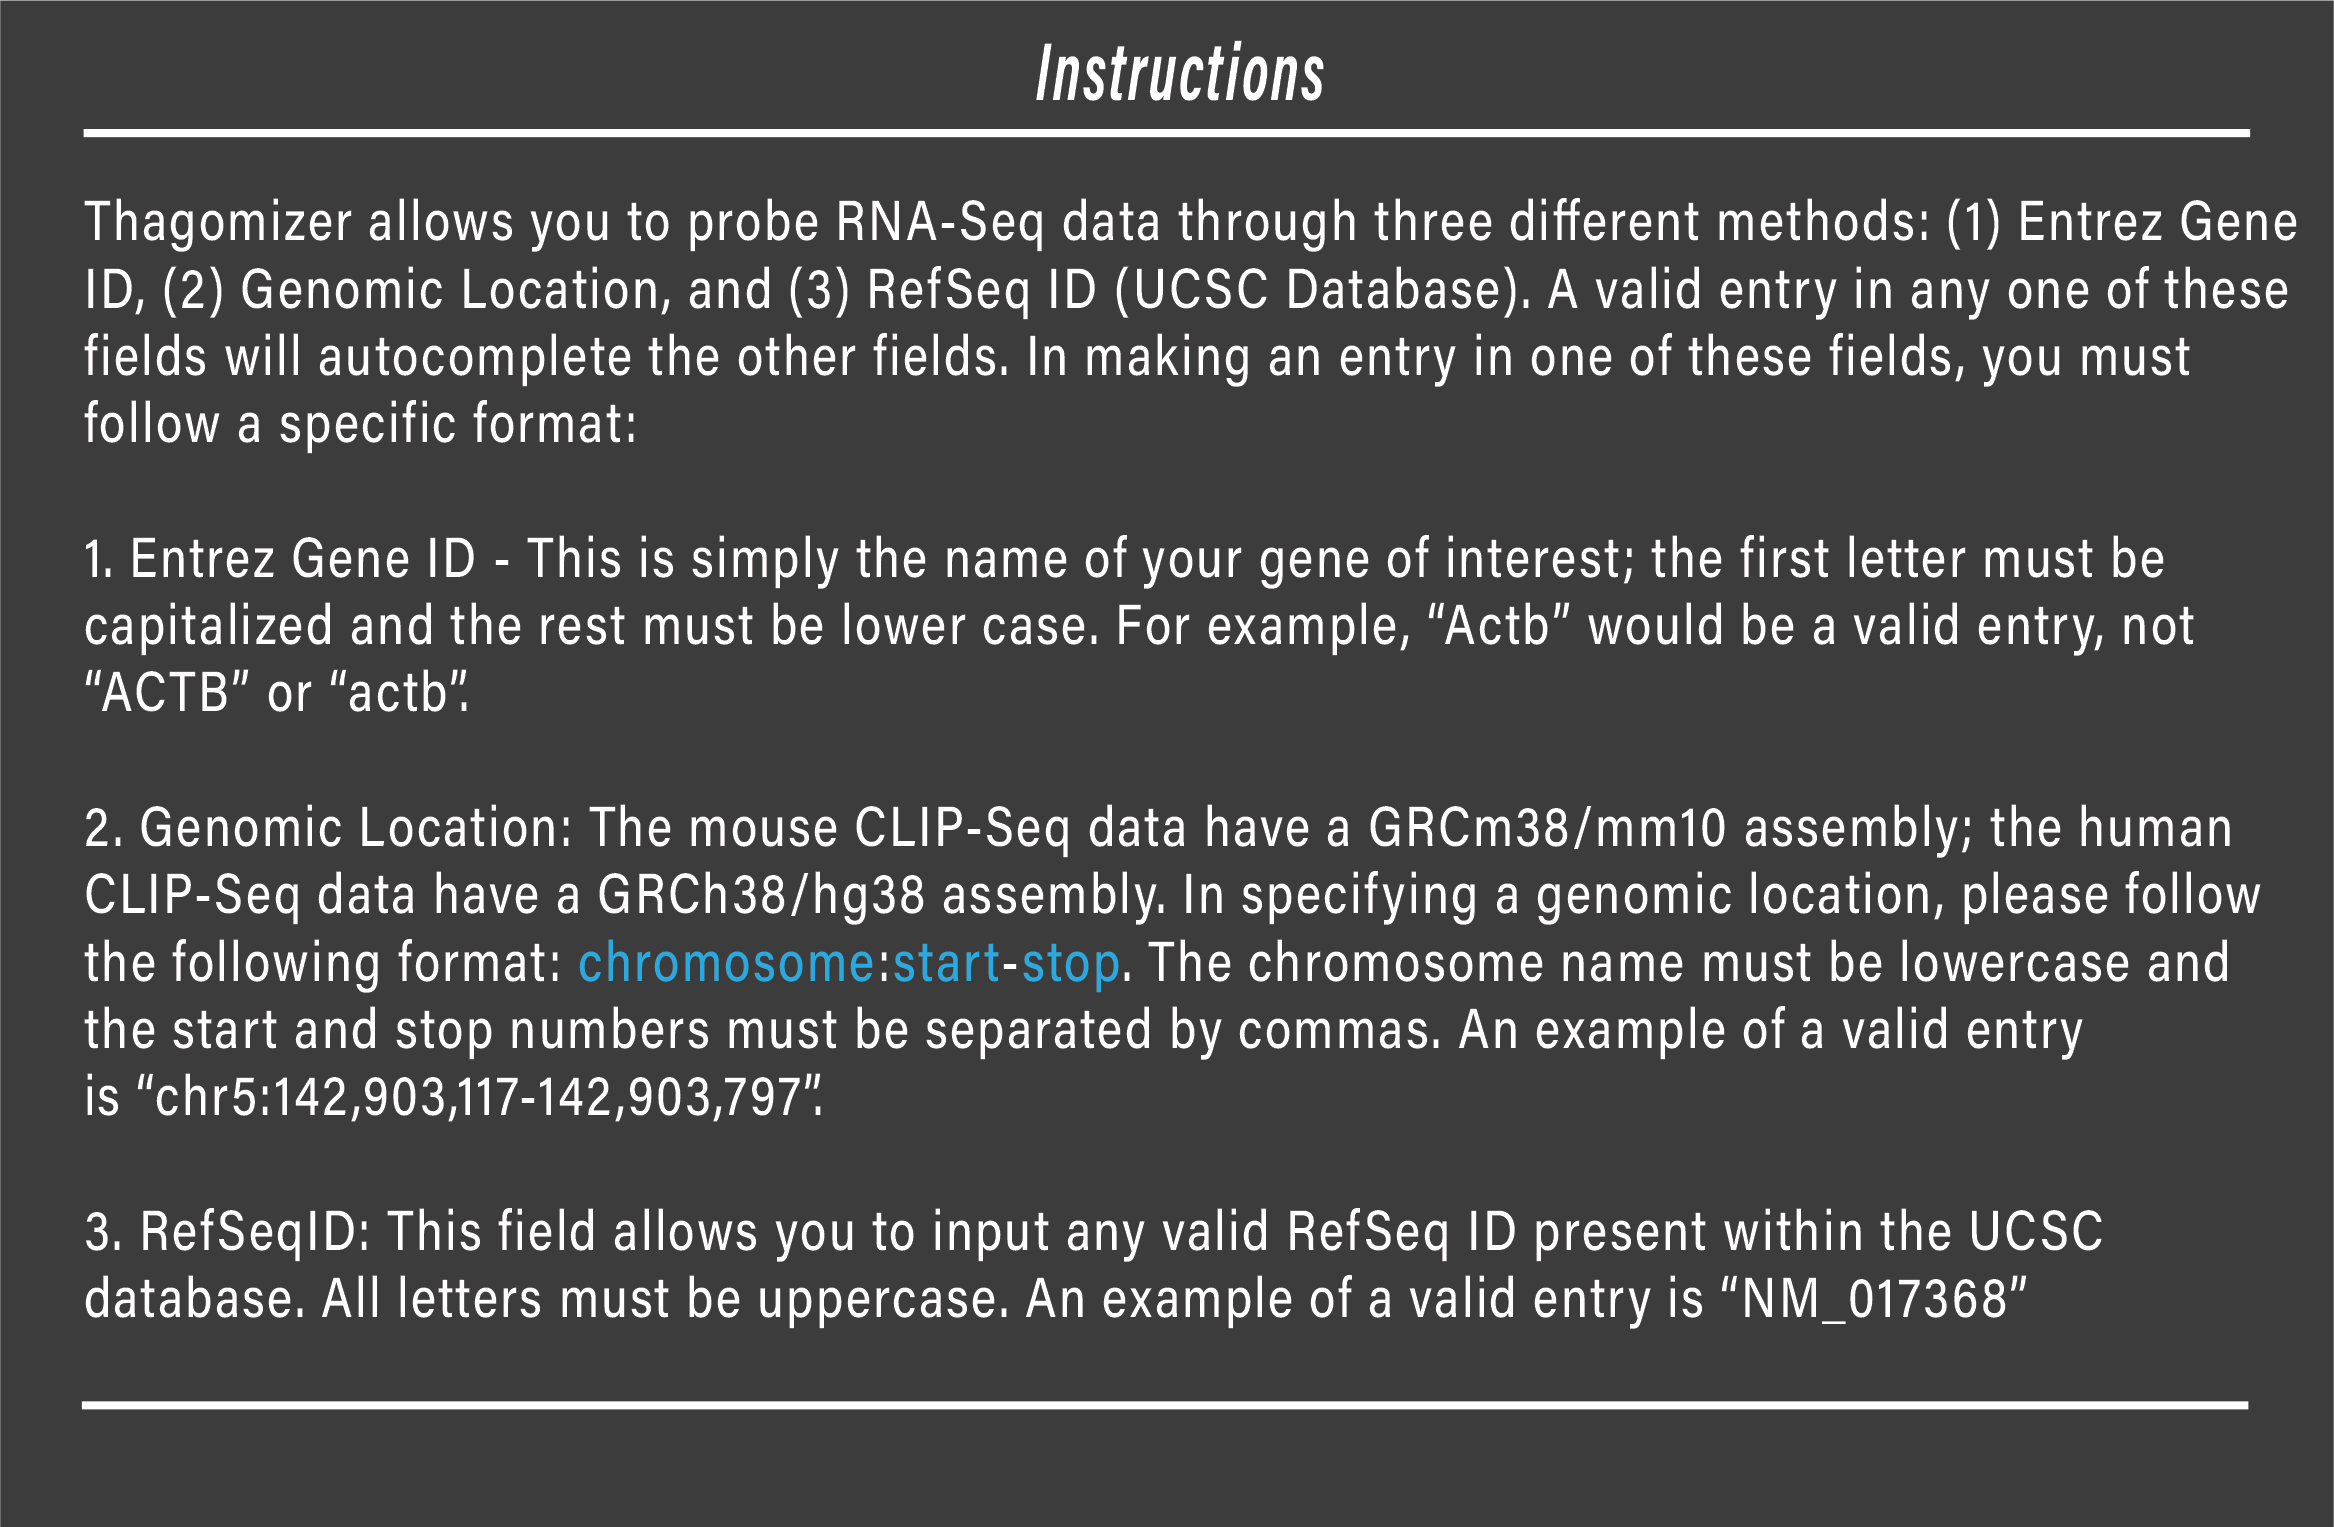 Instructions
Thagomizer allows you to probe RNA-Seq data through three different methods: (1) Entrez Gene
ID, (2) Genomic Location, and (3) RefSeq ID (UCSC Database). A valid entry in any one of these
fields will autocomplete the other fields. In making an entry in one of these fields, you must
follow a specific format:
1. Entrez Gene ID - This is simply the name of your gene of interest; the first letter must be
capitalized and the rest must be lower case. For example, “Actb” would be a valid entry, not
“ACTB” or “actb”.
2. Genomic Location: The mouse CLIP-Seq data have a GRCm38/mm10 assembly; the human
CLIP-Seq data have a GRCh38/hg38 assembly. In specifying a genomic location, please follow
the following format: chromosome:start-stop. The chromosome name must be lowercase and
the start and stop numbers must be separated by commas. An example of a valid entry
is “chr5:142,903,117-142,903,797”.
3. RefSeqID: This field allows you to input any valid RefSeq ID present within the UCSC
database. All letters must be uppercase. An example of a valid entry is “NM_017368”